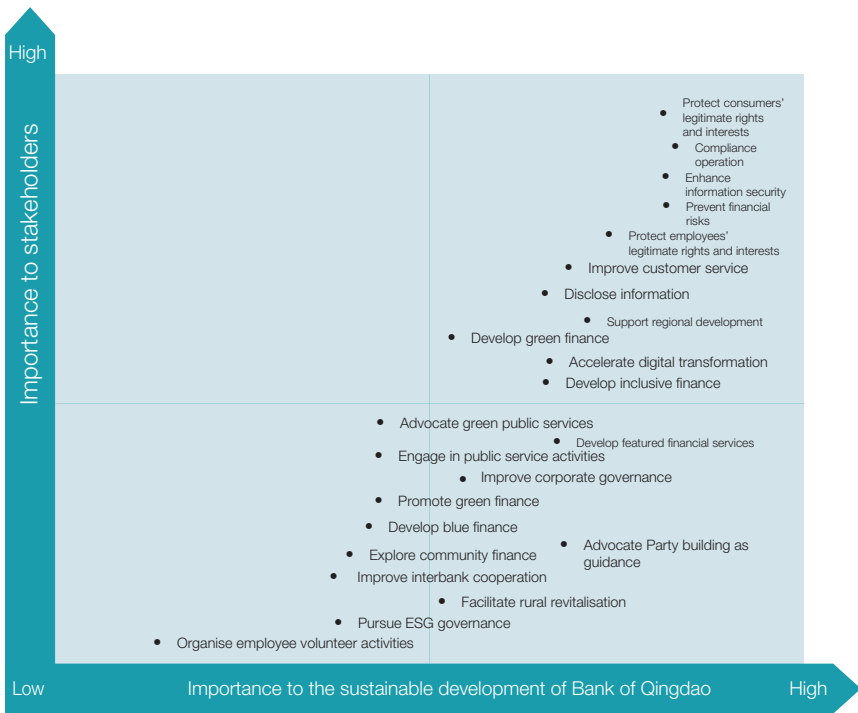 High
Importance to stakeholders
Protect consumers'
legitimate rights
and interests
Compliance
operation
Enhance
information security
Prevent financial
risks
Protect employees'
legitimate rights and interests
Improve customer service
Disclose information
Support regional development
Develop green finance
Accelerate digital transformation
Develop inclusive finance
Advocate green public services
Develop featured financial services
Engage in public service activities
Improve corporate governance
Promote green finance
Develop blue finance
Advocate Party building as
guidance
Explore community finance
Improve interbank cooperation
Facilitate rural revitalisation
Pursue ESG governance
Organise employee volunteer activities
Low
Importance to the sustainable development of Bank of Qingdao
High